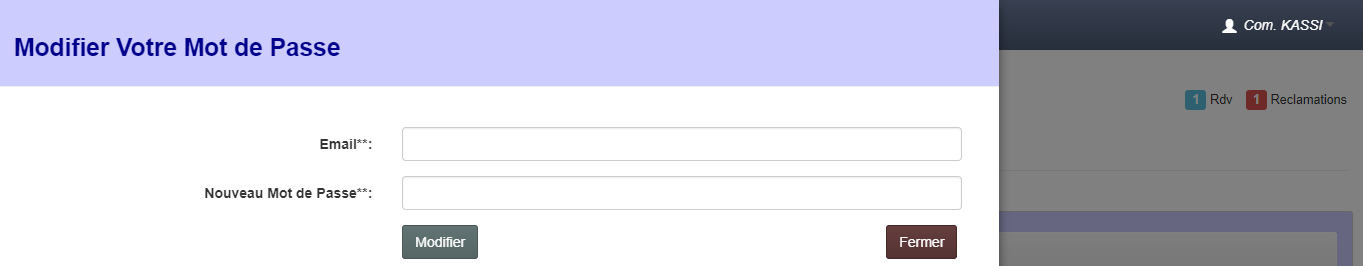 Modifier Votre Mot de Passe
Com. KASSI
1 Rdv 1 Reclamations
Email**:
Nouveau Mot de Passe**:
Modifier Fermer